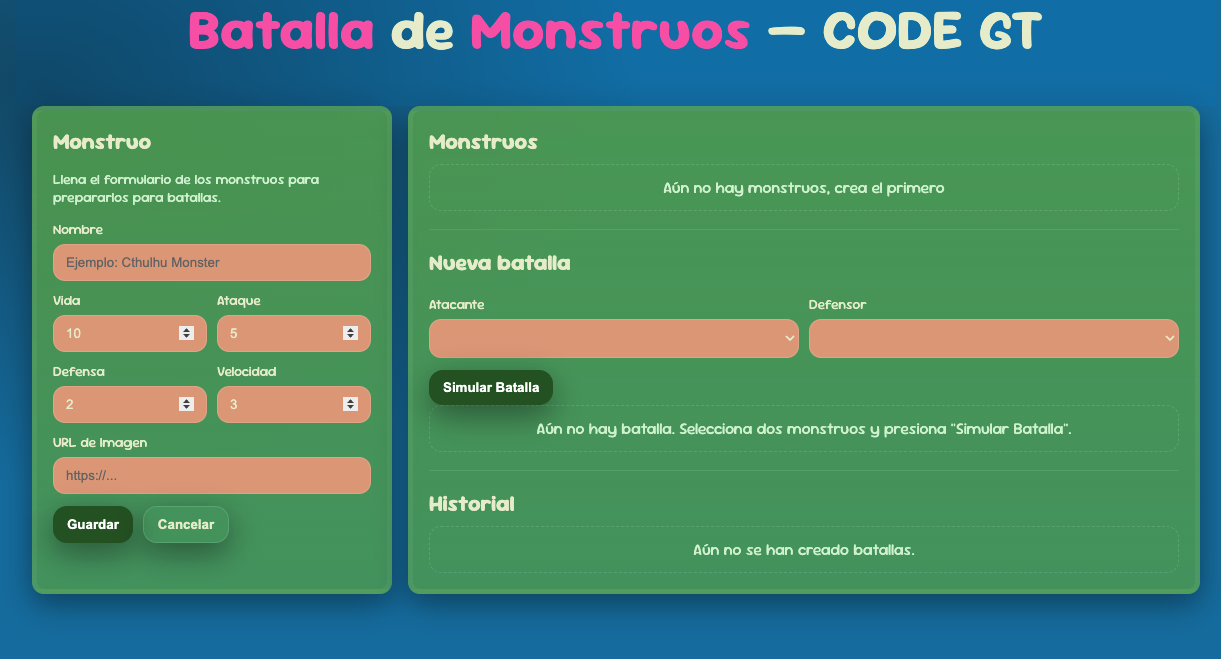 Batalla de Monstruos — CODE GT
Monstruo
Llena el formulario de los monstruos para
prepararlos para batallas.
Nombre
Ejemplo: Cthulhu Monster
Vida
Ataque
10
5
Defensa
Velocidad
2
3
URL de Imagen
https://...
Guardar
Cancelar
Monstruos
Aún no hay monstruos, crea el primero
Nueva batalla
Atacante
Defensor
Simular Batalla
Aún no hay batalla. Selecciona dos monstruos y presiona "Simular Batalla".
Historial
Aún no se han creado batallas.